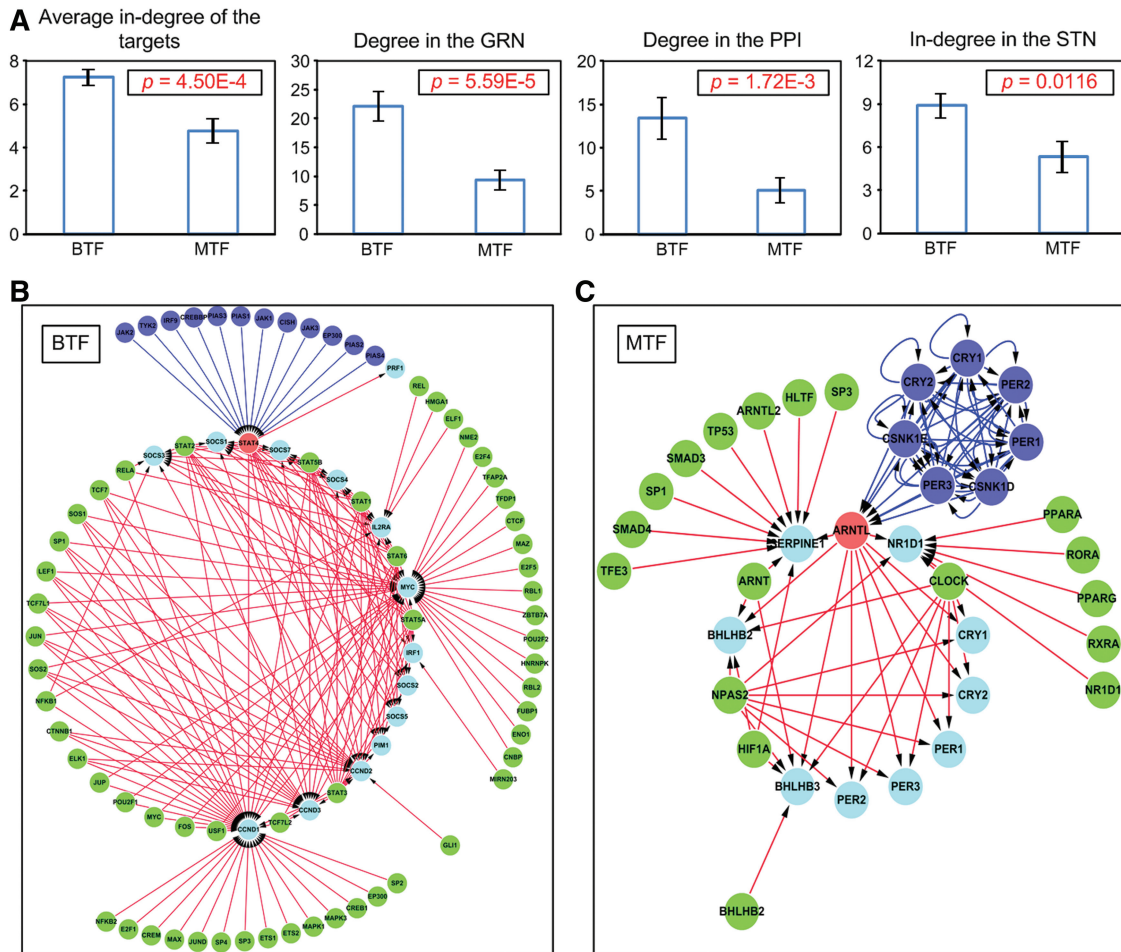 A
Average in-degree of the
targets
8
6
4
2
0
p = 4.50E-4
BTF
MTF
Degree in the GRN
30
25
20
15
10
5
0
p = 5.59E-5
BTF
MTF
Degree in the PPI
20
15
10
5
0
p = 1.72E-3
BTF
MTF
In-degree in the STN
12
9
6
3
0
p = 0.0116
BTF
MTF
B
BTF
JAK2
TYK2
IRF9
CREBBP
PIAS3
PIAS1
JAK1
CISH
JAK3
EP300
PIAS2
PIAS4
PRF1
REL
HMGA1
ELF1
NME2
E2F4
TFAP2A
TFDP1
CTCF
MAZ
E2F5
RBL1
ZBTB7A
POU2F2
HNRNPK
RBL2
FUBP1
ENO1
CNBP
MIRN203
GLI1
SOCS3
STAT2
SOCS1
STAT4
SOCS7
STAT5B
SOCS4
STAT1
IL2RA
STAT6
MYC
STAT5A
IRF1
SOCS2
SOCS5
PIM1
CCND2
STAT3
CCND3
TCF7L2
CCND1
RELA
TCF7
SOS1
SP1
LEF1
TCF7L1
JUN
SOS2
NFKB1
CTNNB1
ELK1
JUP
POU2F1
MYC
FOS
USF1
NFKB2
E2F1
CREM
MAX
JUND
SP4
SP3
ETS1
ETS2
MAPK1
MAPK3
CREB1
EP300
SP2
C
MTF
CRY1
CRY2
PER2
CSNK1E
PER1
PER3
CSNK1D
SP3
HLTF
ARNTL2
TP53
SMAD3
SP1
SMAD4
TFE3
SERPINE1
ARNTL
NR1D1
PPARA
RORA
PPARG
RXRA
NR1D1
ARNT
CLOCK
BHLHB2
CRY1
NPAS2
CRY2
HIF1A
PER1
BHLHB3
PER2
PER3
BHLHB2